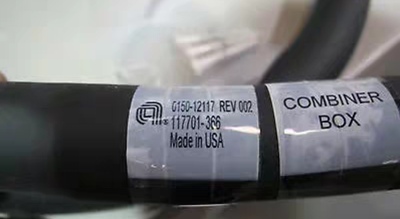 0150-12117 REV 002
117701-366
Made in USA
COMBINER
BOX